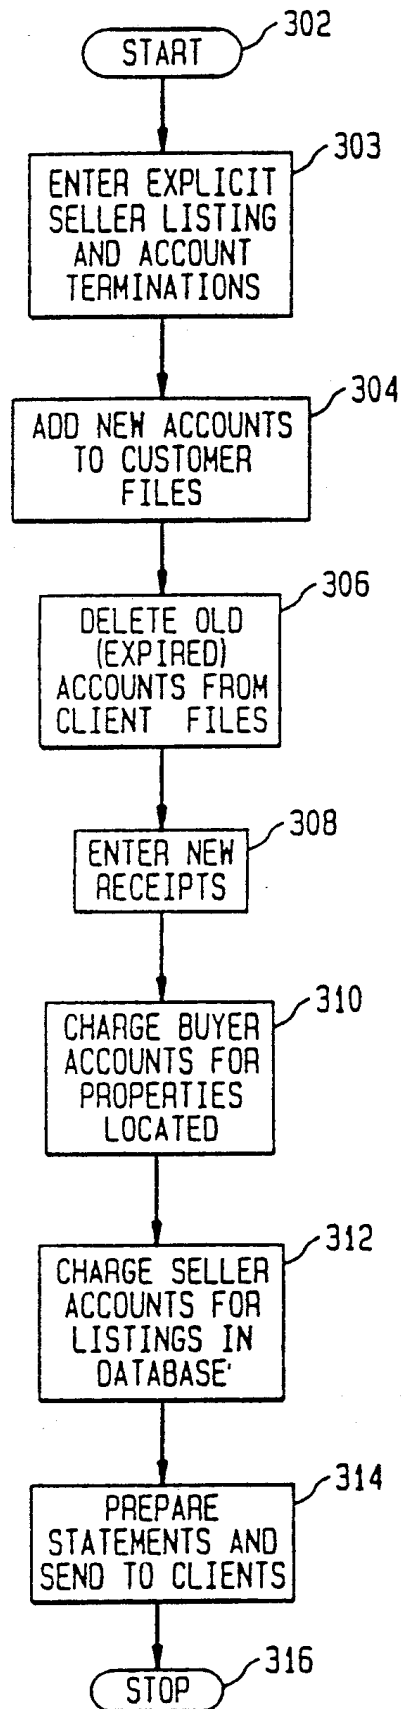 START
302
303
ENTER EXPLICIT
SELLER LISTING
AND ACCOUNT
TERMINATIONS
304
ADD NEW ACCOUNTS
TO CUSTOMER
FILES
306
DELETE OLD
(EXPIRED)
ACCOUNTS FROM
CLIENT FILES
308
ENTER NEW
RECEIPTS
310
CHARGE BUYER
ACCOUNTS FOR
PROPERTIES
LOCATED
312
CHARGE SELLER
ACCOUNTS FOR
LISTINGS IN
DATABASE
314
PREPARE
STATEMENTS AND
SEND TO CLIENTS
316
STOP